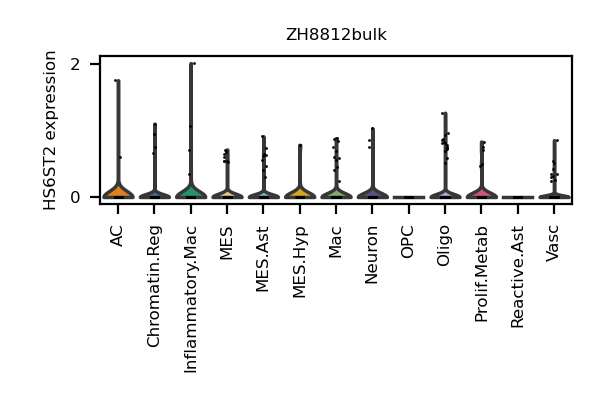 ZH8812bulk
HS6ST2 expression
2
0
AC
Chromatin.Reg
Inflammatory.Mac
MES
MES.Ast
MES.Hyp
Mac
Neuron
OPC
Oligo
Prolif.Metab
Reactive.Ast
Vasc